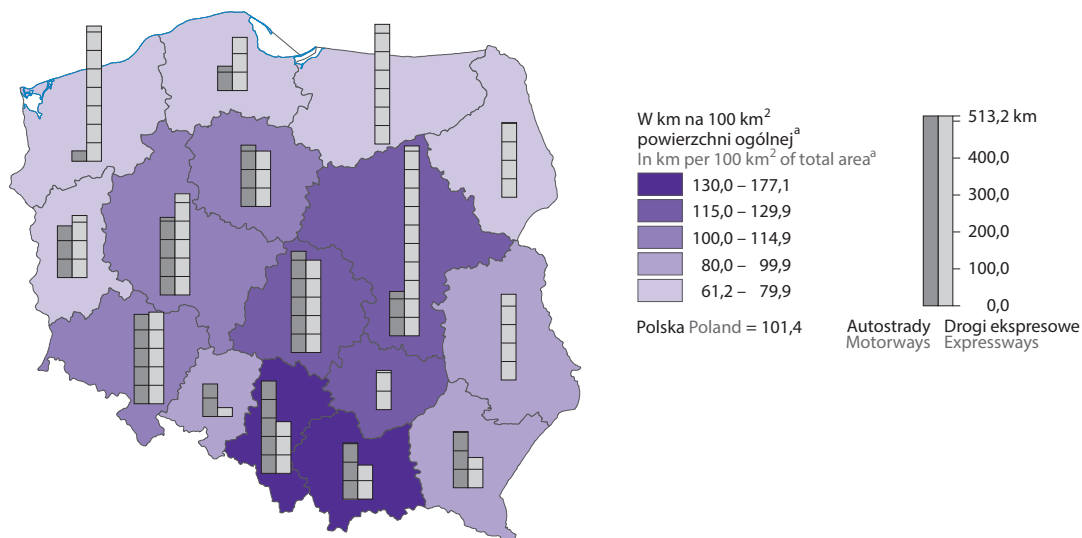 W km na 100 km²
powierzchni ogólnejᵃ
In km per 100 km² of total areaᵃ
130,0 – 177,1
115,0 – 129,9
100,0 – 114,9
80,0 – 99,9
61,2 – 79,9
Polska Poland = 101,4
513,2 km
400,0
300,0
200,0
100,0
0,0
Autostrady Drogi ekspresowe
Motorways Expressways